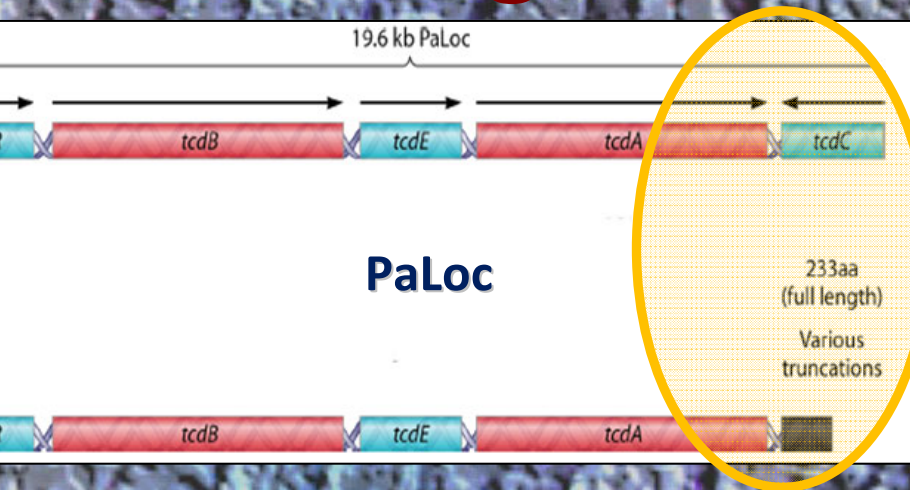 19.6 kb PaLoc
tcdB tcdE tcdA tcdC
PaLoc
233aa
(full length)
Various
truncations
tcdB tcdE tcdA